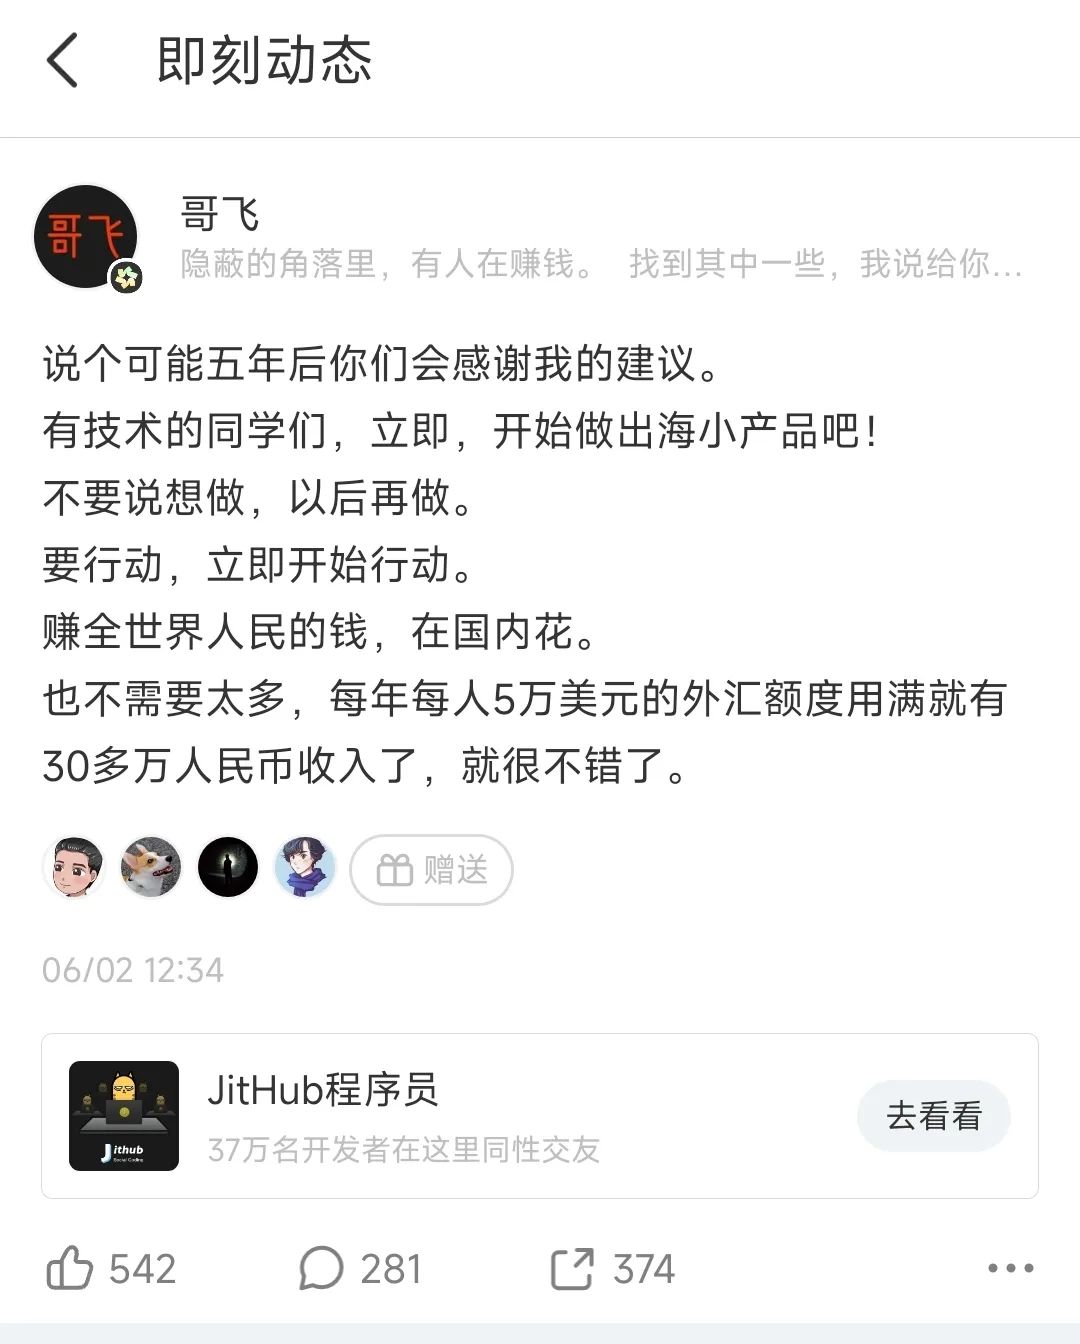 即刻动态
哥飞
哥飞
隐蔽的角落里，有人在赚钱。 找到其中一些，我说给你...
说个可能五年后你们会感谢我的建议。
有技术的同学们，立即，开始做出海小产品吧！
不要说想做，以后再做。
要行动，立即开始行动。
赚全世界人民的钱，在国内花。
也不需要太多，每年每人5万美元的外汇额度用满就有
30多万人民币收入了，就很不错了。
赠送
06/02 12:34
JitHub程序员
37万名开发者在这里同性交友
去看看
Jithub
Social Coding
542
281
374